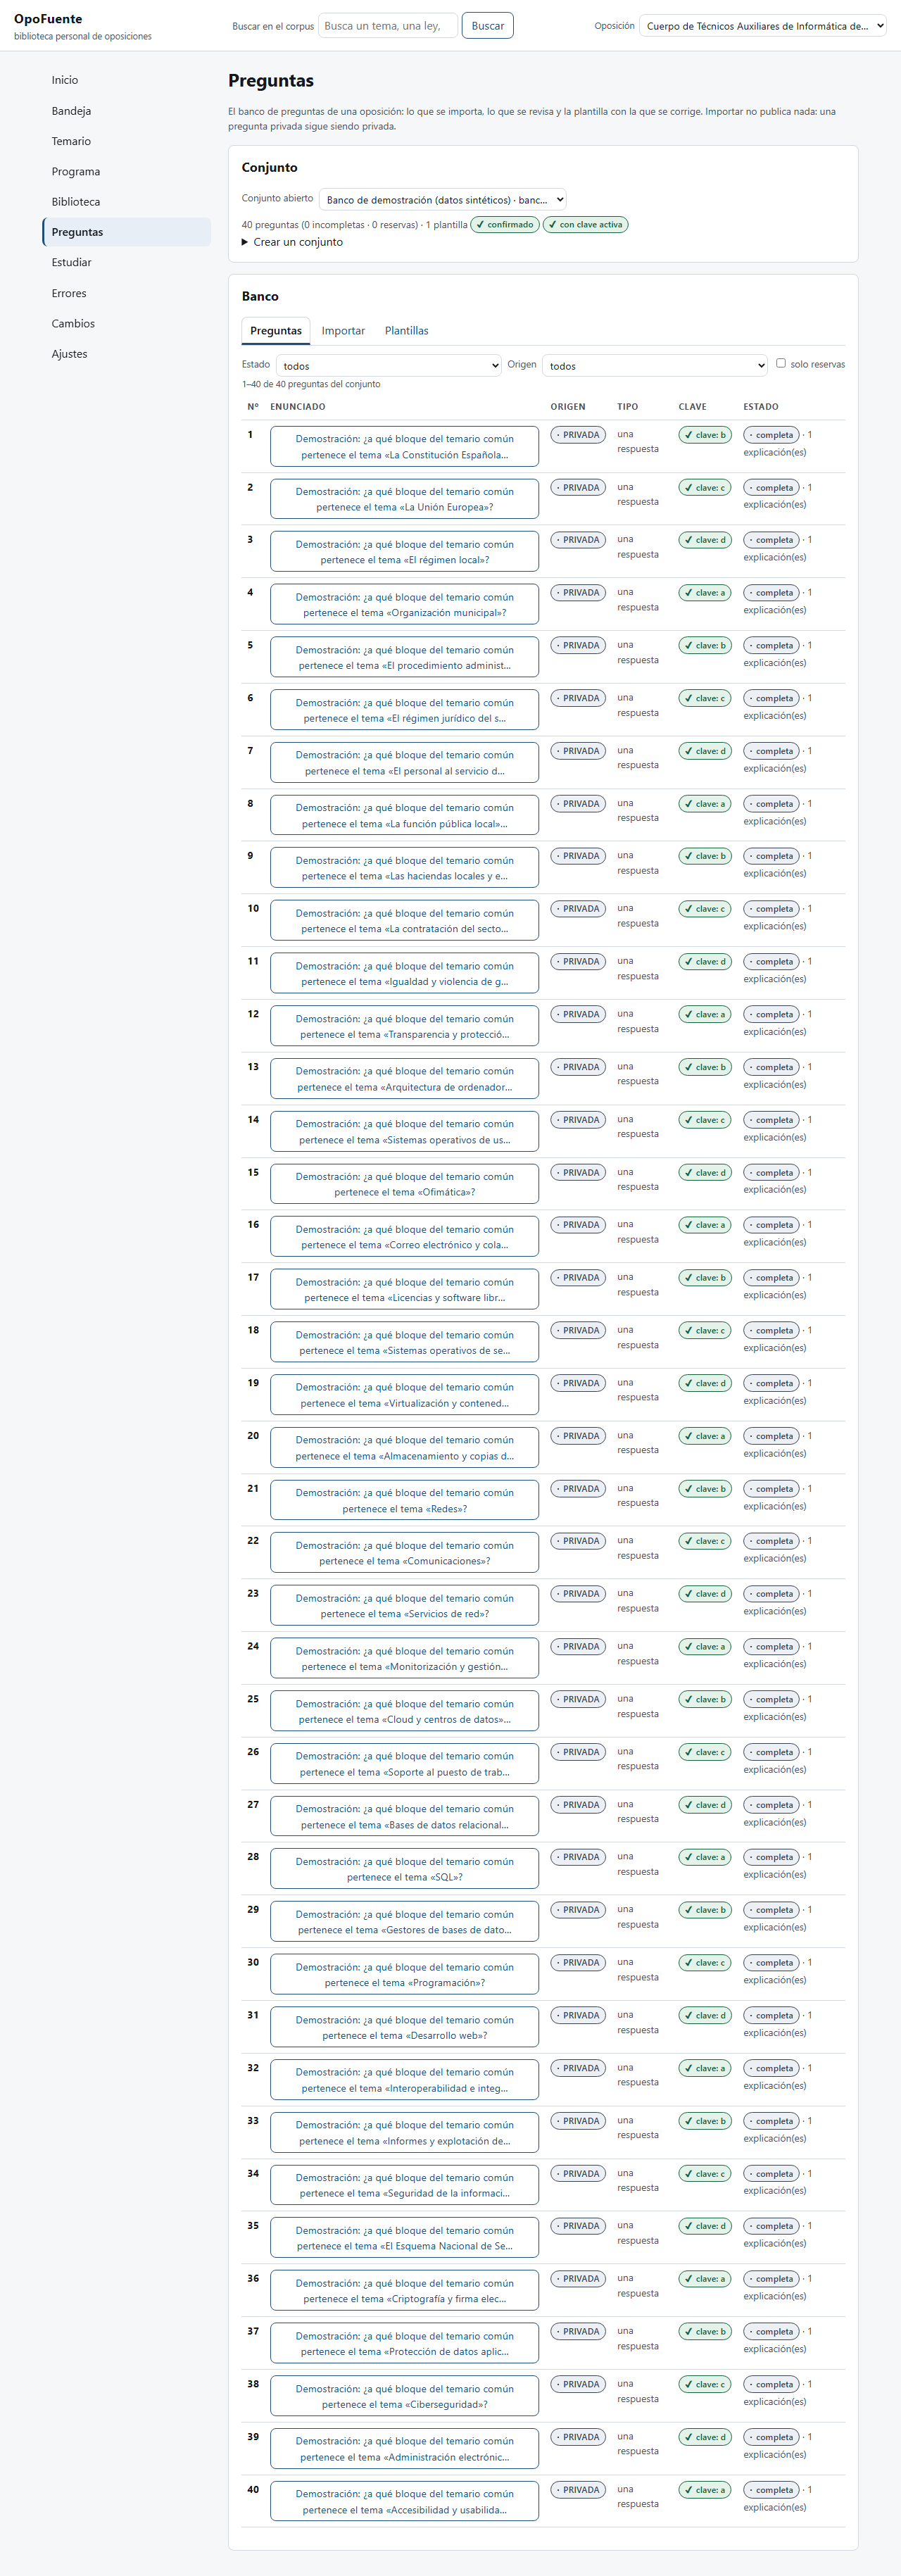 OpoFuente
biblioteca personal de oposiciones
Buscar en el corpus
Busca un tema, una ley,
Buscar
Oposición
Cuerpo de Técnicos Auxiliares de Informática de...
Inicio
Bandeja
Temario
Programa
Biblioteca
Preguntas
Estudiar
Errores
Cambios
Ajustes
Preguntas
El banco de preguntas de una oposición: lo que se importa, lo que se revisa y la plantilla con la que se corrige. Importar no publica nada: una
pregunta privada sigue siendo privada.
Conjunto
Conjunto abierto
Banco de demostración (datos sintéticos) · banc...
40 preguntas (0 incompletas · 0 reservas) · 1 plantilla ✔ confirmado ✔ con clave activa
▶ Crear un conjunto
Banco
Preguntas Importar Plantillas
Estado todos Origen todos solo reservas
1–40 de 40 preguntas del conjunto
Nº ENUNCIADO ORIGEN TIPO CLAVE ESTADO
1 Demostración: ¿a qué bloque del temario común · PRIVADA una ✔ clave: b · completa · 1
pertenece el tema «La Constitución Española... respuesta explicación(es)
2 Demostración: ¿a qué bloque del temario común · PRIVADA una ✔ clave: c · completa · 1
pertenece el tema «La Unión Europea»? respuesta explicación(es)
3 Demostración: ¿a qué bloque del temario común · PRIVADA una ✔ clave: d · completa · 1
pertenece el tema «El régimen local»? respuesta explicación(es)
4 Demostración: ¿a qué bloque del temario común · PRIVADA una ✔ clave: a · completa · 1
pertenece el tema «Organización municipal»? respuesta explicación(es)
5 Demostración: ¿a qué bloque del temario común · PRIVADA una ✔ clave: b · completa · 1
pertenece el tema «El procedimiento administ... respuesta explicación(es)
6 Demostración: ¿a qué bloque del temario común · PRIVADA una ✔ clave: c · completa · 1
pertenece el tema «El régimen jurídico del s... respuesta explicación(es)
7 Demostración: ¿a qué bloque del temario común · PRIVADA una ✔ clave: d · completa · 1
pertenece el tema «El personal al servicio d... respuesta explicación(es)
8 Demostración: ¿a qué bloque del temario común · PRIVADA una ✔ clave: a · completa · 1
pertenece el tema «La función pública local»... respuesta explicación(es)
9 Demostración: ¿a qué bloque del temario común · PRIVADA una ✔ clave: b · completa · 1
pertenece el tema «Las haciendas locales y e... respuesta explicación(es)
10 Demostración: ¿a qué bloque del temario común · PRIVADA una ✔ clave: c · completa · 1
pertenece el tema «La contratación del secto... respuesta explicación(es)
11 Demostración: ¿a qué bloque del temario común · PRIVADA una ✔ clave: d · completa · 1
pertenece el tema «Igualdad y violencia de g... respuesta explicación(es)
12 Demostración: ¿a qué bloque del temario común · PRIVADA una ✔ clave: a · completa · 1
pertenece el tema «Transparencia y protecció... respuesta explicación(es)
13 Demostración: ¿a qué bloque del temario común · PRIVADA una ✔ clave: b · completa · 1
pertenece el tema «Arquitectura de ordenador... respuesta explicación(es)
14 Demostración: ¿a qué bloque del temario común · PRIVADA una ✔ clave: c · completa · 1
pertenece el tema «Sistemas operativos de us... respuesta explicación(es)
15 Demostración: ¿a qué bloque del temario común · PRIVADA una ✔ clave: d · completa · 1
pertenece el tema «Ofimática»? respuesta explicación(es)
16 Demostración: ¿a qué bloque del temario común · PRIVADA una ✔ clave: a · completa · 1
pertenece el tema «Correo electrónico y cola... respuesta explicación(es)
17 Demostración: ¿a qué bloque del temario común · PRIVADA una ✔ clave: b · completa · 1
pertenece el tema «Licencias y software libr... respuesta explicación(es)
18 Demostración: ¿a qué bloque del temario común · PRIVADA una ✔ clave: c · completa · 1
pertenece el tema «Sistemas operativos de se... respuesta explicación(es)
19 Demostración: ¿a qué bloque del temario común · PRIVADA una ✔ clave: d · completa · 1
pertenece el tema «Virtualización y contened... respuesta explicación(es)
20 Demostración: ¿a qué bloque del temario común · PRIVADA una ✔ clave: a · completa · 1
pertenece el tema «Almacenamiento y copias d... respuesta explicación(es)
21 Demostración: ¿a qué bloque del temario común · PRIVADA una ✔ clave: b · completa · 1
pertenece el tema «Redes»? respuesta explicación(es)
22 Demostración: ¿a qué bloque del temario común · PRIVADA una ✔ clave: c · completa · 1
pertenece el tema «Comunicaciones»? respuesta explicación(es)
23 Demostración: ¿a qué bloque del temario común · PRIVADA una ✔ clave: d · completa · 1
pertenece el tema «Servicios de red»? respuesta explicación(es)
24 Demostración: ¿a qué bloque del temario común · PRIVADA una ✔ clave: a · completa · 1
pertenece el tema «Monitorización y gestión... respuesta explicación(es)
25 Demostración: ¿a qué bloque del temario común · PRIVADA una ✔ clave: b · completa · 1
pertenece el tema «Cloud y centros de datos»... respuesta explicación(es)
26 Demostración: ¿a qué bloque del temario común · PRIVADA una ✔ clave: c · completa · 1
pertenece el tema «Soporte al puesto de trab... respuesta explicación(es)
27 Demostración: ¿a qué bloque del temario común · PRIVADA una ✔ clave: d · completa · 1
pertenece el tema «Bases de datos relacional... respuesta explicación(es)
28 Demostración: ¿a qué bloque del temario común · PRIVADA una ✔ clave: a · completa · 1
pertenece el tema «SQL»? respuesta explicación(es)
29 Demostración: ¿a qué bloque del temario común · PRIVADA una ✔ clave: b · completa · 1
pertenece el tema «Gestores de bases de dato... respuesta explicación(es)
30 Demostración: ¿a qué bloque del temario común · PRIVADA una ✔ clave: c · completa · 1
pertenece el tema «Programación»? respuesta explicación(es)
31 Demostración: ¿a qué bloque del temario común · PRIVADA una ✔ clave: d · completa · 1
pertenece el tema «Desarrollo web»? respuesta explicación(es)
32 Demostración: ¿a qué bloque del temario común · PRIVADA una ✔ clave: a · completa · 1
pertenece el tema «Interoperabilidad e integ... respuesta explicación(es)
33 Demostración: ¿a qué bloque del temario común · PRIVADA una ✔ clave: b · completa · 1
pertenece el tema «Informes y explotación de... respuesta explicación(es)
34 Demostración: ¿a qué bloque del temario común · PRIVADA una ✔ clave: c · completa · 1
pertenece el tema «Seguridad de la informaci... respuesta explicación(es)
35 Demostración: ¿a qué bloque del temario común · PRIVADA una ✔ clave: d · completa · 1
pertenece el tema «El Esquema Nacional de Se... respuesta explicación(es)
36 Demostración: ¿a qué bloque del temario común · PRIVADA una ✔ clave: a · completa · 1
pertenece el tema «Criptografía y firma elec... respuesta explicación(es)
37 Demostración: ¿a qué bloque del temario común · PRIVADA una ✔ clave: b · completa · 1
pertenece el tema «Protección de datos aplic... respuesta explicación(es)
38 Demostración: ¿a qué bloque del temario común · PRIVADA una ✔ clave: c · completa · 1
pertenece el tema «Ciberseguridad»? respuesta explicación(es)
39 Demostración: ¿a qué bloque del temario común · PRIVADA una ✔ clave: d · completa · 1
pertenece el tema «Administración electrónic... respuesta explicación(es)
40 Demostración: ¿a qué bloque del temario común · PRIVADA una ✔ clave: a · completa · 1
pertenece el tema «Accesibilidad y usabilida... respuesta explicación(es)